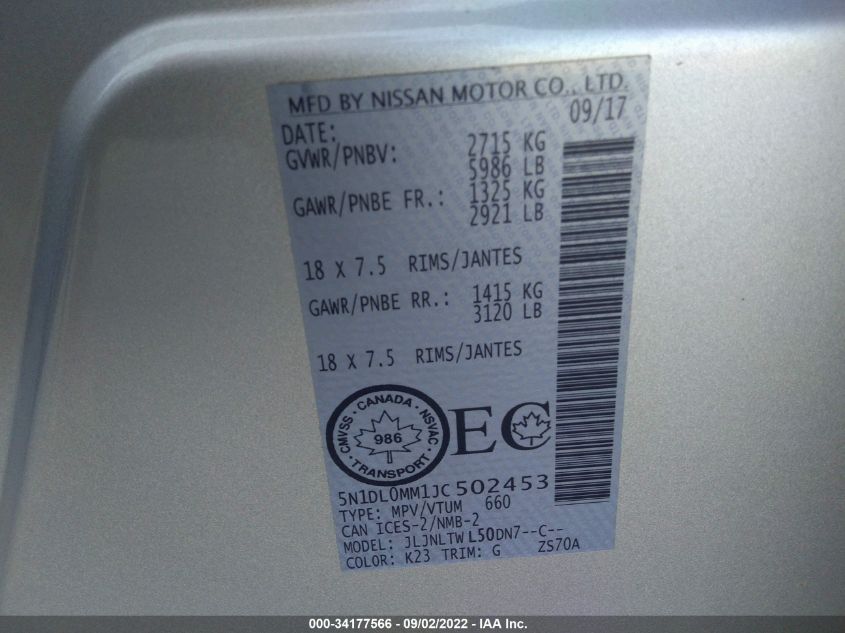 MFD BY NISSAN MOTOR CO., LTD.
DATE: 09/17
GVWR/PNBV: 2715 KG
5986 LB
GAWR/PNBE FR.: 1325 KG
2921 LB
18 X 7.5 RIMS/JANTES
GAWR/PNBE RR.: 1415 KG
3120 LB
18 X 7.5 RIMS/JANTES
CMVSS · CANADA · NSVAC
986
· TRANSPORT ·
EC
5N1DL0MM1JC502453
TYPE: MPV/VTUM 660
CAN ICES-2/NMB-2
MODEL: JLJNLTWL50DN7--C--
COLOR: K23 TRIM: G ZS70A
000-34177566 - 09/02/2022 - IAA Inc.